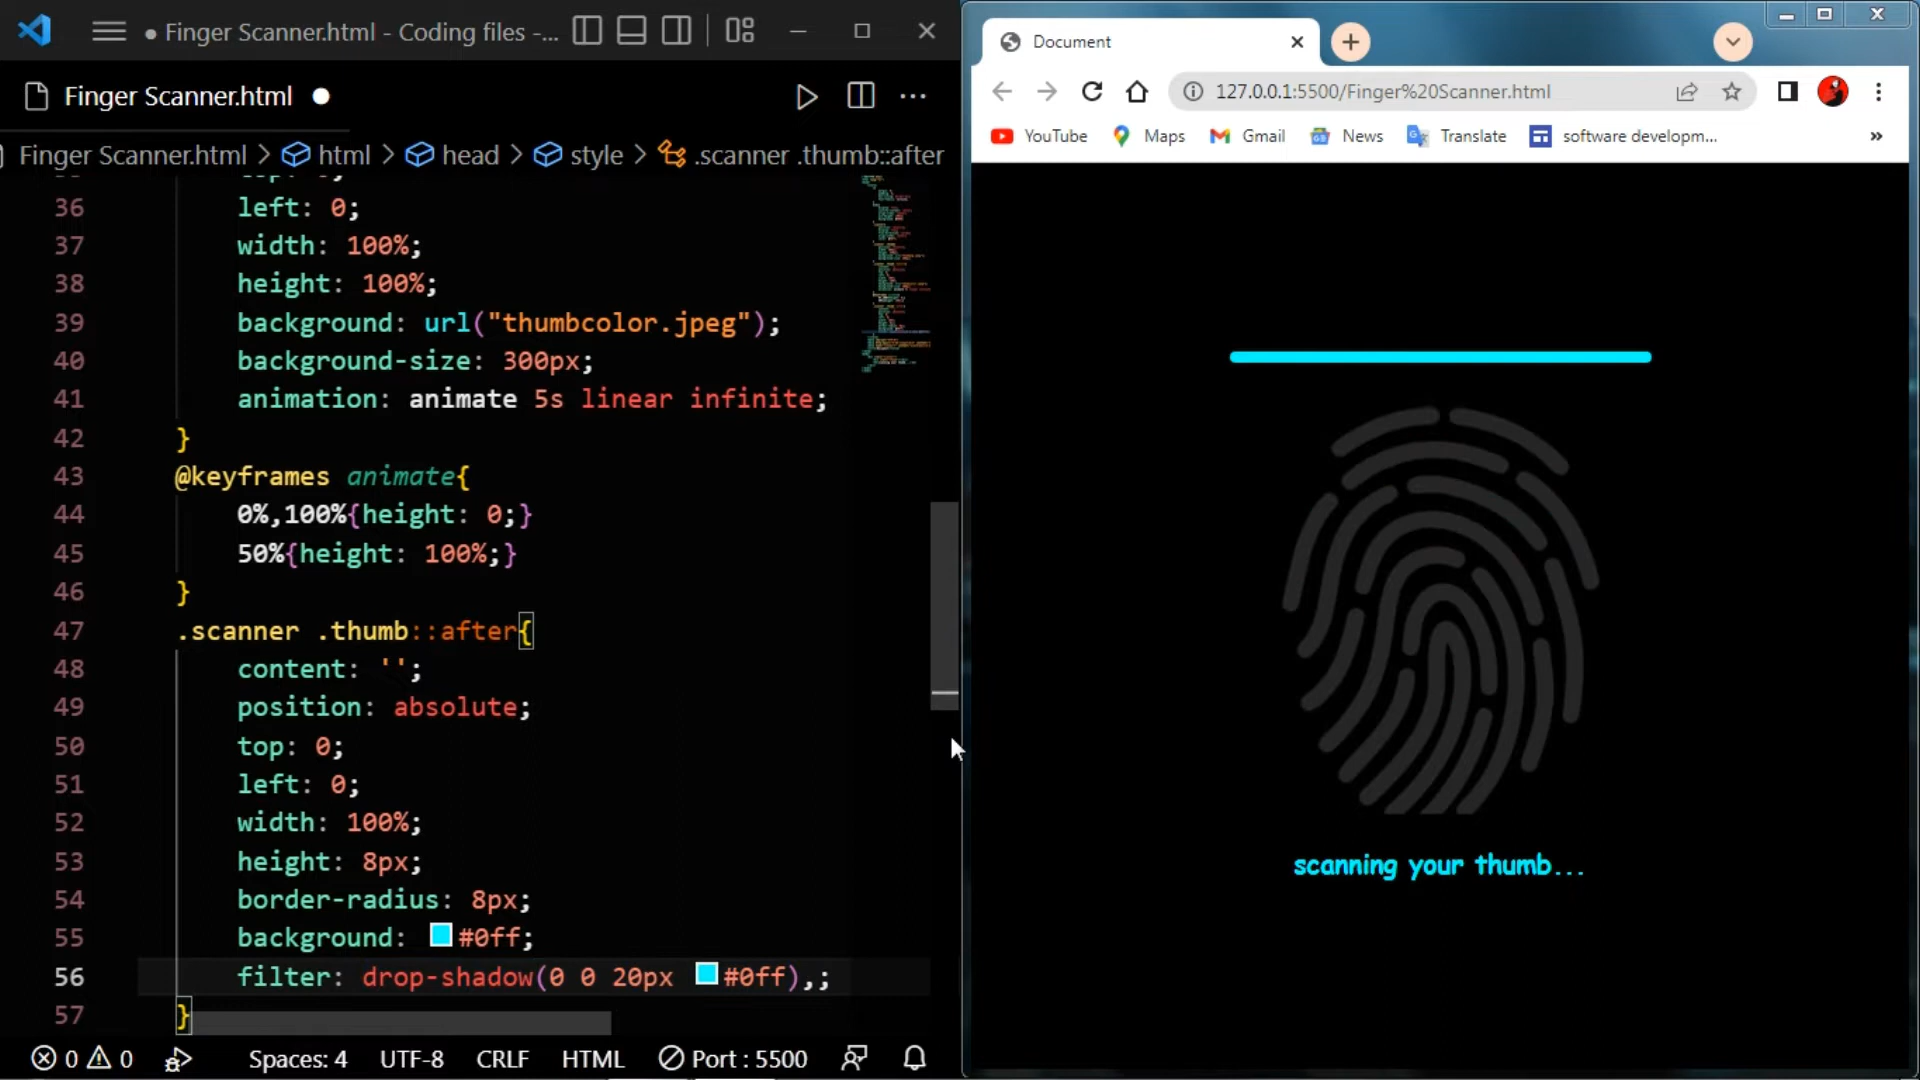 Finger Scanner.html - Coding files -...
Finger Scanner.html
Finger Scanner.html > html > head > style > .scanner .thumb::after
36 left: 0;
37 width: 100%;
38 height: 100%;
39 background: url("thumbcolor.jpeg");
40 background-size: 300px;
41 animation: animate 5s linear infinite;
42 }
43 @keyframes animate{
44 0%,100%{height: 0;}
45 50%{height: 100%;}
46 }
47 .scanner .thumb::after{
48 content: '';
49 position: absolute;
50 top: 0;
51 left: 0;
52 width: 100%;
53 height: 8px;
54 border-radius: 8px;
55 background: #0ff;
56 filter: drop-shadow(0 0 20px #0ff),;
57 }
0 0 Spaces: 4 UTF-8 CRLF HTML Port : 5500
Document
127.0.0.1:5500/Finger%20Scanner.html
YouTube Maps Gmail News Translate software developm... »
scanning your thumb...